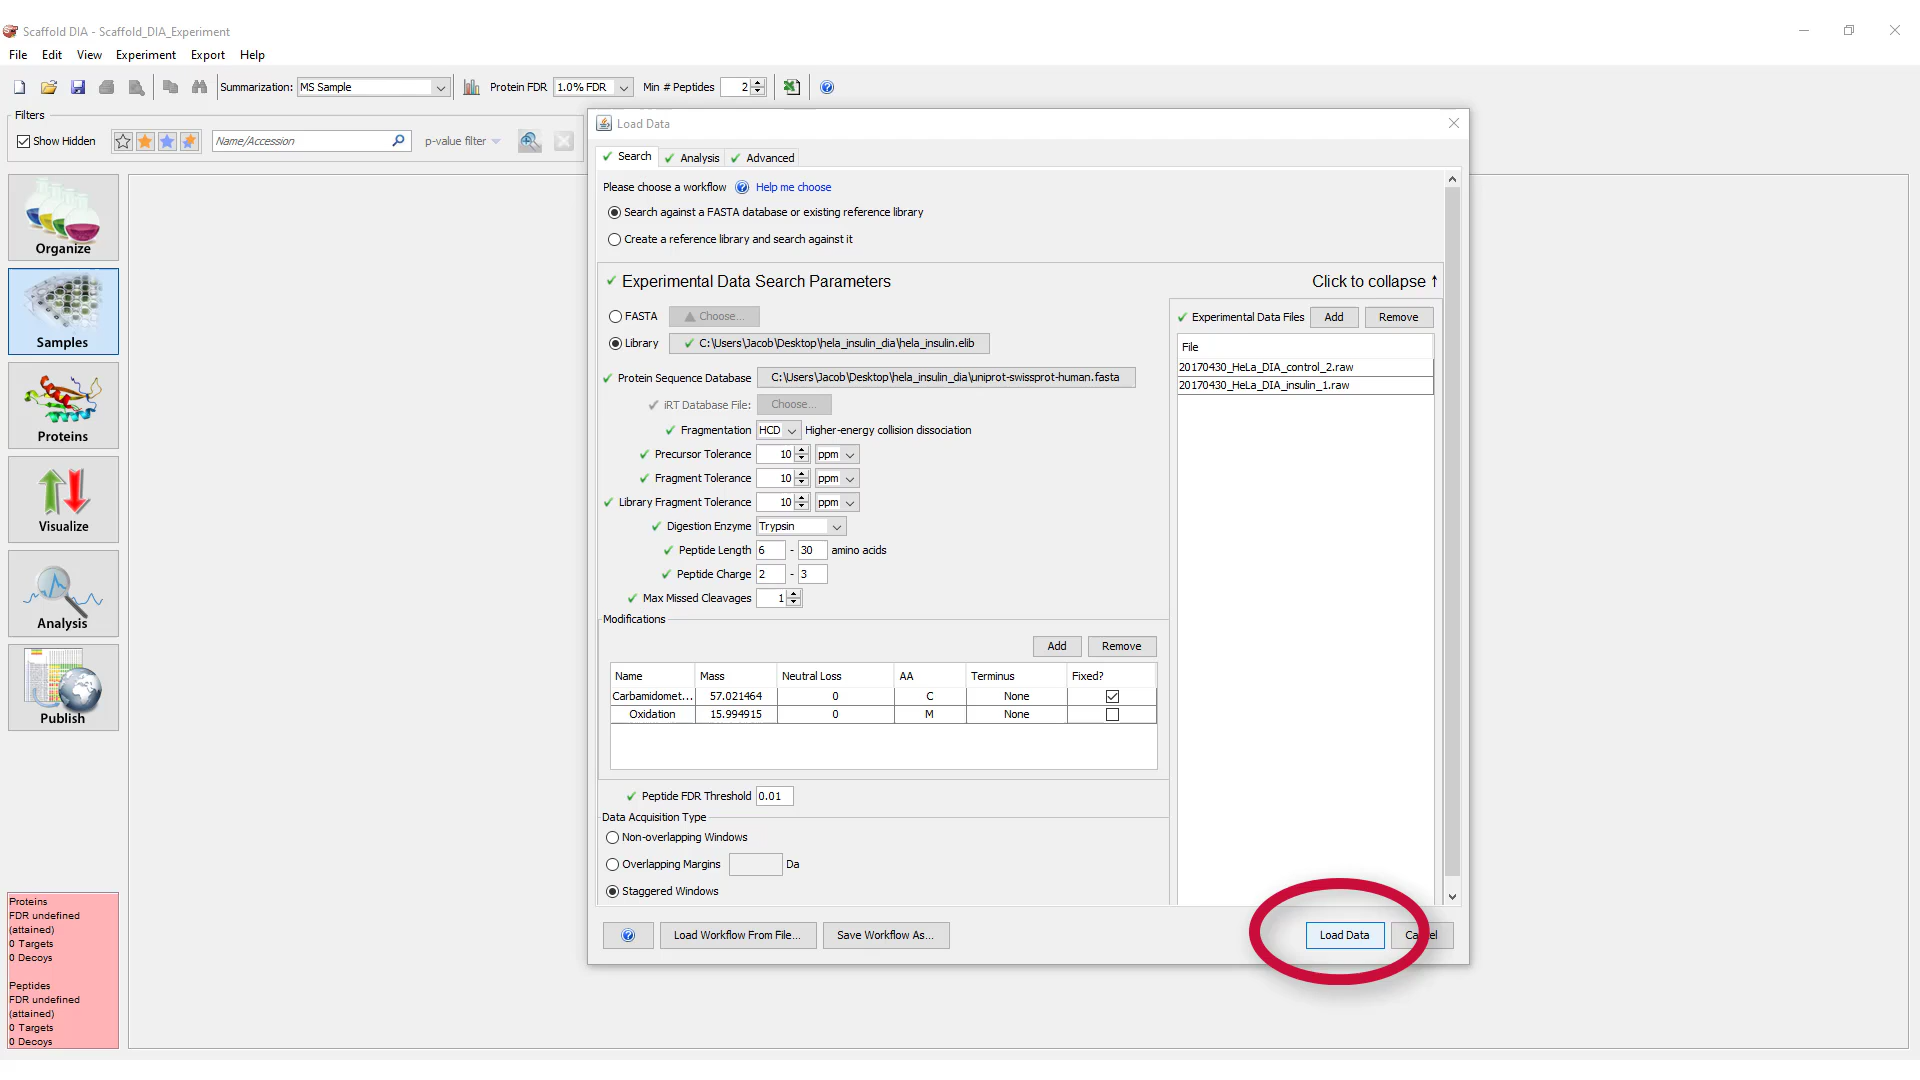 Scaffold DIA - Scaffold_DIA_Experiment
File Edit View Experiment Export Help
Summarization: MS Sample Protein FDR 1.0% FDR Min # Peptides 2
Filters
Show Hidden Name/Accession p-value filter
Organize
Samples
Proteins
Visualize
Analysis
Publish
Proteins
FDR undefined
(attained)
0 Targets
0 Decoys
Peptides
FDR undefined
(attained)
0 Targets
0 Decoys
Load Data
Search Analysis Advanced
Please choose a workflow Help me choose
Search against a FASTA database or existing reference library
Create a reference library and search against it
Experimental Data Search Parameters Click to collapse ↑
FASTA Choose...
Library C:\Users\Jacob\Desktop\hela_insulin_dia\hela_insulin.elib
Protein Sequence Database C:\Users\Jacob\Desktop\hela_insulin_dia\uniprot-swissprot-human.fasta
iRT Database File: Choose...
Fragmentation HCD Higher-energy collision dissociation
Precursor Tolerance 10 ppm
Fragment Tolerance 10 ppm
Library Fragment Tolerance 10 ppm
Digestion Enzyme Trypsin
Peptide Length 6 - 30 amino acids
Peptide Charge 2 - 3
Max Missed Cleavages 1
Modifications
Add Remove
Name Mass Neutral Loss AA Terminus Fixed?
Carbamidomet... 57.021464 0 C None
Oxidation 15.994915 0 M None
Peptide FDR Threshold 0.01
Data Acquisition Type
Non-overlapping Windows
Overlapping Margins Da
Staggered Windows
Experimental Data Files Add Remove
File
20170430_HeLa_DIA_control_2.raw
20170430_HeLa_DIA_insulin_1.raw
Load Workflow From File... Save Workflow As... Load Data Cancel